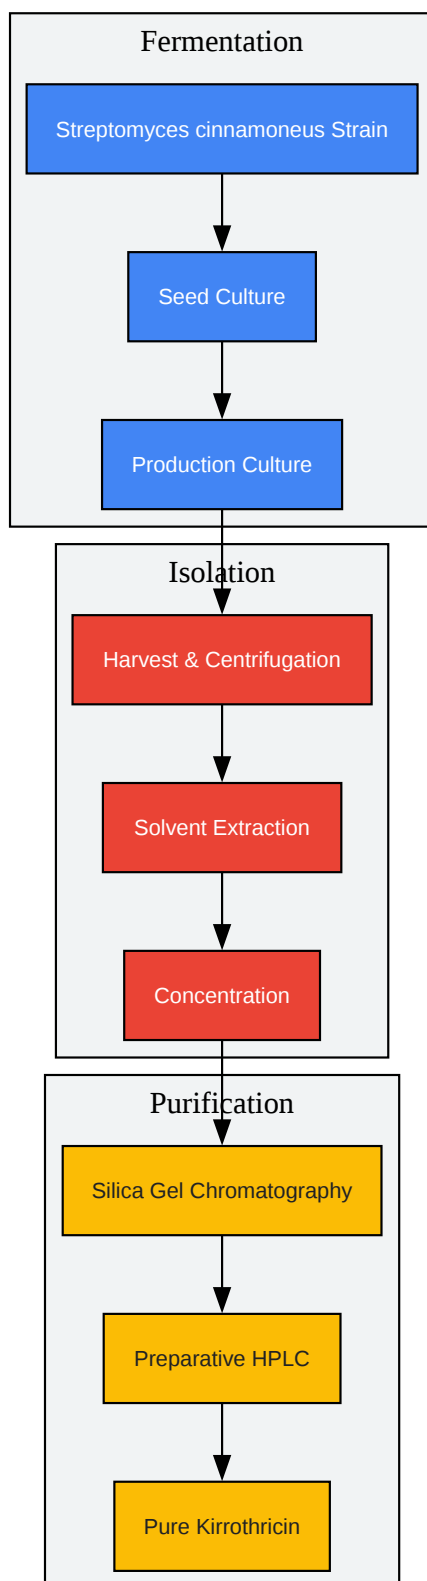 Fermentation
Streptomyces cinnamoneus Strain
Seed Culture
Production Culture
Isolation
Harvest & Centrifugation
Solvent Extraction
Concentration
Purification
Silica Gel Chromatography
Preparative HPLC
Pure Kirrothricin